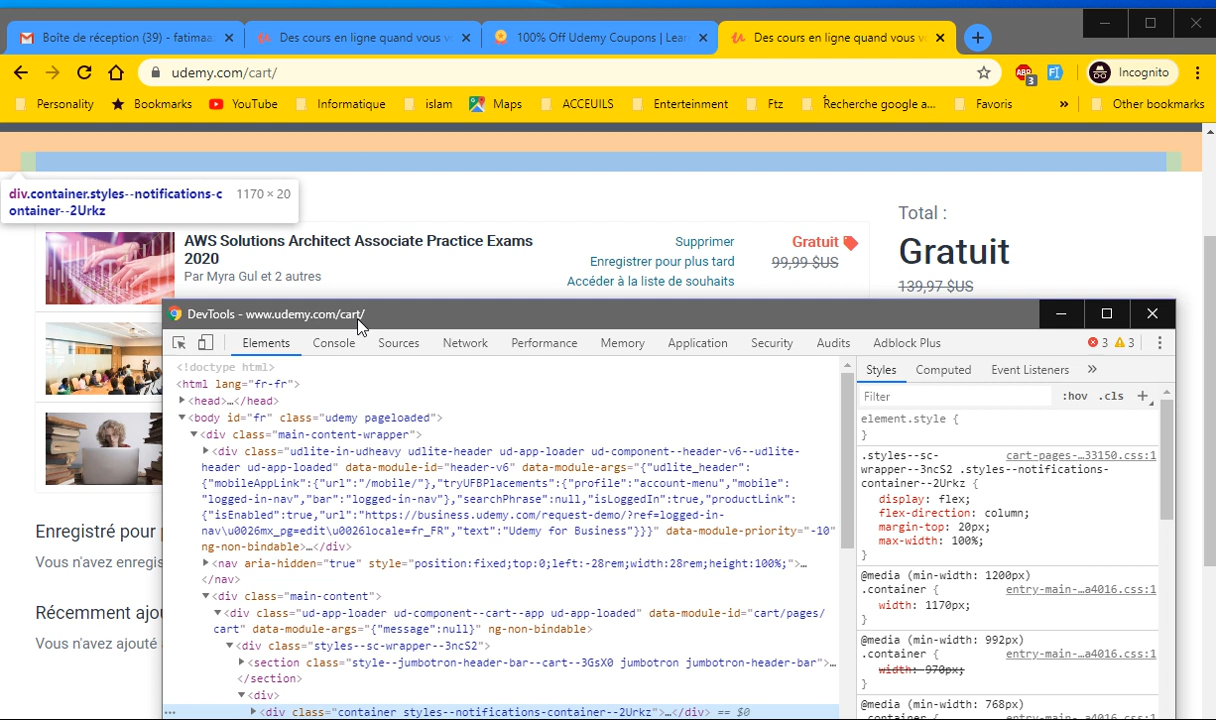 Boîte de réception (39) - fatimaa
Des cours en ligne quand vous v
100% Off Udemy Coupons | Lear
Des cours en ligne quand vous v
udemy.com/cart/
ABP
3
Incognito
Personality
Bookmarks
YouTube
Informatique
islam
Maps
ACCEUILS
Enterteinment
Ftz
Recherche google a...
Favoris
»
Other bookmarks
div.container.styles--notifications-c
ontainer--2Urkz
1170 × 20
AWS Solutions Architect Associate Practice Exams
2020
Par Myra Gul et 2 autres
Supprimer
Enregistrer pour plus tard
Accéder à la liste de souhaits
Gratuit
99,99 $US
Total :
Gratuit
139,97 $US
Enregistré pour
Vous n'avez enregis
Récemment ajou
Vous n'avez ajouté
DevTools - www.udemy.com/cart/
Elements
Console
Sources
Network
Performance
Memory
Application
Security
Audits
Adblock Plus
3
3
<!doctype html>
<html lang="fr-fr">
<head>…</head>
<body id="fr" class="udemy pageloaded">
<div class="main-content-wrapper">
<div class="udlite-in-udheavy udlite-header ud-app-loader ud-component--header-v6--udlite-
header ud-app-loaded" data-module-id="header-v6" data-module-args="{"udlite_header":
{"mobileAppLink":{"url":"/mobile/"},"tryUFBPlacements":{"profile":"account-menu","mobile":
"logged-in-nav","bar":"logged-in-nav"},"searchPhrase":null,"isLoggedIn":true,"productLink":
{"isEnabled":true,"url":"https://business.udemy.com/request-demo/?ref=logged-in-
nav\u0026mx_pg=edit\u0026locale=fr_FR","text":"Udemy for Business"}}}" data-module-priority="-10"
ng-non-bindable>…</div>
<nav aria-hidden="true" style="position:fixed;top:0;left:-28rem;width:28rem;height:100%;">…
</nav>
<div class="main-content">
<div class="ud-app-loader ud-component--cart--app ud-app-loaded" data-module-id="cart/pages/
cart" data-module-args="{"message":null}" ng-non-bindable>
<div class="styles--sc-wrapper--3ncS2">
<section class="style--jumbotron-header-bar--cart--3GsX0 jumbotron jumbotron-header-bar">…
</section>
<div>
<div class="container styles--notifications-container--2Urkz">…</div> == $0
Styles
Computed
Event Listeners
»
Filter
:hov
.cls
+
element.style {
}
.styles--sc-
cart-pages-…33150.css:1
wrapper--3ncS2 .styles--notifications-
container--2Urkz {
display: flex;
flex-direction: column;
margin-top: 20px;
max-width: 100%;
}
@media (min-width: 1200px)
.container {
entry-main-…a4016.css:1
width: 1170px;
}
@media (min-width: 992px)
.container {
entry-main-…a4016.css:1
width: 970px;
}
@media (min-width: 768px)
.container {
entry-main-…a4016.css:1